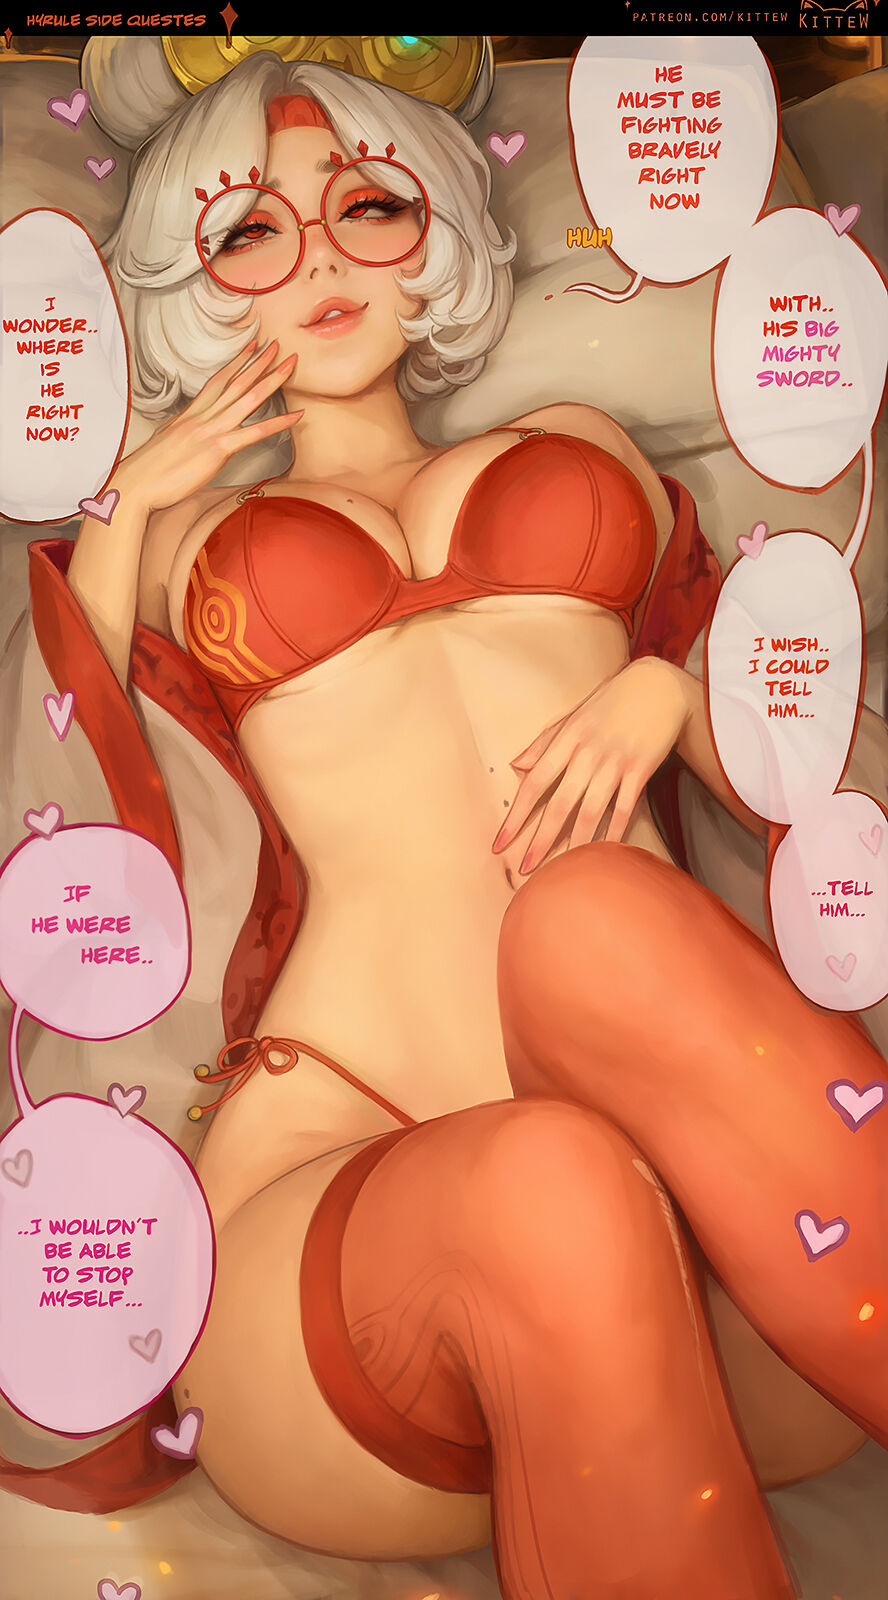 HYRULE SIDE QUESTES
PATREON.COM/KITTEW
KITTEW
I
WONDER..
WHERE
IS
HE
RIGHT
NOW?
HE
MUST BE
FIGHTING
BRAVELY
RIGHT
NOW
HUH
WITH..
HIS BIG
MIGHTY
SWORD..
I WISH..
I COULD
TELL
HIM...
...TELL
HIM...
IF
HE WERE
HERE..
..I WOULDN'T
BE ABLE
TO STOP
MYSELF...